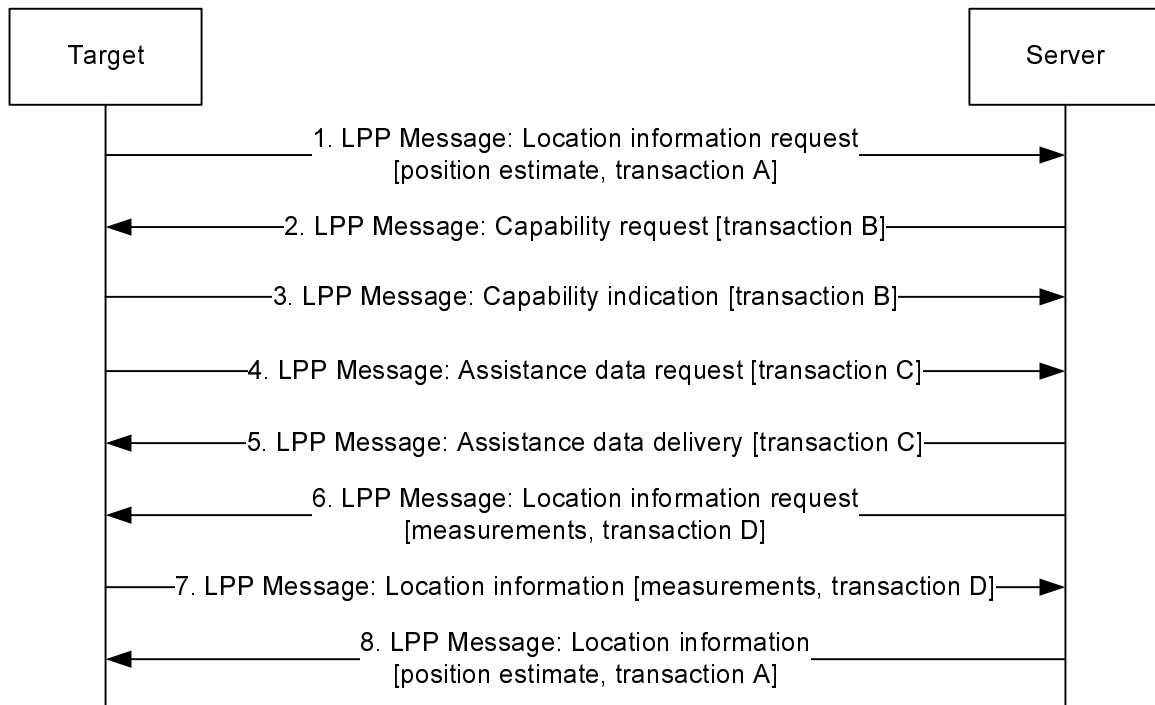 Target
Server
1. LPP Message: Location information request
[position estimate, transaction A]
2. LPP Message: Capability request [transaction B]
3. LPP Message: Capability indication [transaction B]
4. LPP Message: Assistance data request [transaction C]
5. LPP Message: Assistance data delivery [transaction C]
6. LPP Message: Location information request
[measurements, transaction D]
7. LPP Message: Location information [measurements, transaction D]
8. LPP Message: Location information
[position estimate, transaction A]